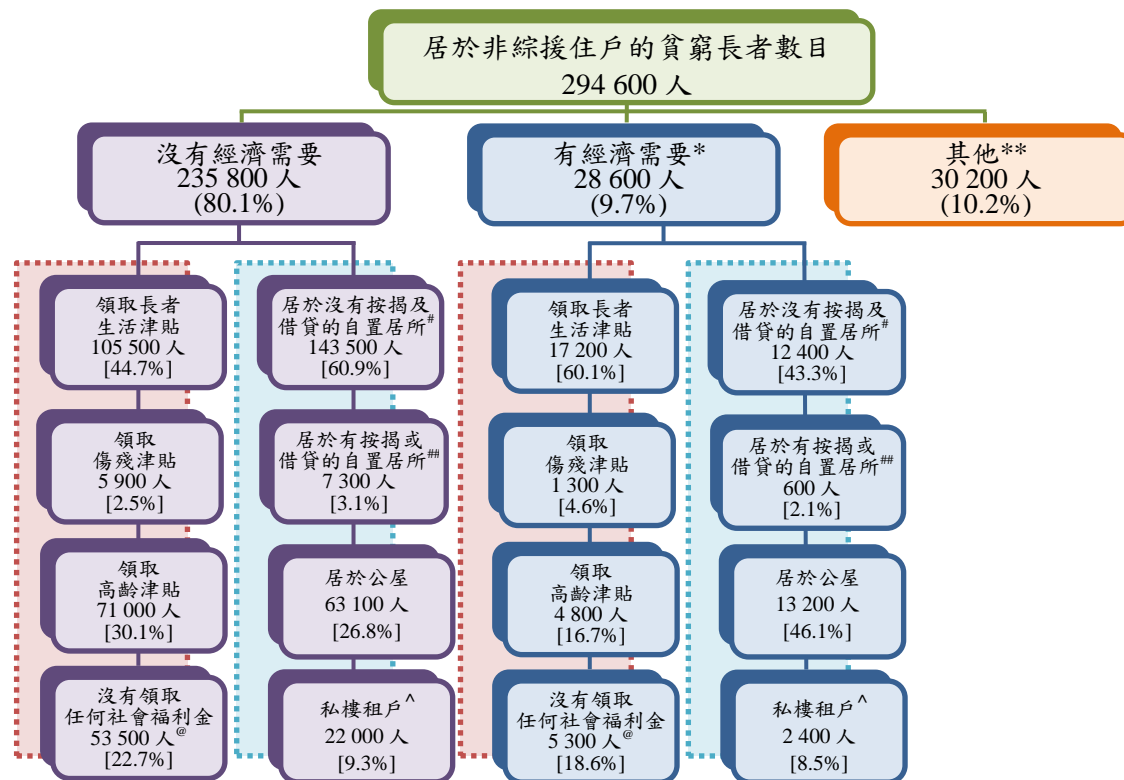 居於非綜援住戶的貧窮長者數目
294 600 人
沒有經濟需要
235 800 人
(80.1%)
有經濟需要*
28 600 人
(9.7%)
其他**
30 200 人
(10.2%)
領取長者
生活津貼
105 500 人
[44.7%]
領取
傷殘津貼
5 900 人
[2.5%]
領取
高齡津貼
71 000 人
[30.1%]
沒有領取
任何社會福利金
53 500 人@
[22.7%]
居於沒有按揭及
借貸的自置居所#
143 500 人
[60.9%]
居於有按揭或
借貸的自置居所##
7 300 人
[3.1%]
居於公屋
63 100 人
[26.8%]
私樓租戶^
22 000 人
[9.3%]
領取長者
生活津貼
17 200 人
[60.1%]
領取
傷殘津貼
1 300 人
[4.6%]
領取
高齡津貼
4 800 人
[16.7%]
沒有領取
任何社會福利金
5 300 人@
[18.6%]
居於沒有按揭及
借貸的自置居所#
12 400 人
[43.3%]
居於有按揭或
借貸的自置居所##
600 人
[2.1%]
居於公屋
13 200 人
[46.1%]
私樓租戶^
2 400 人
[8.5%]